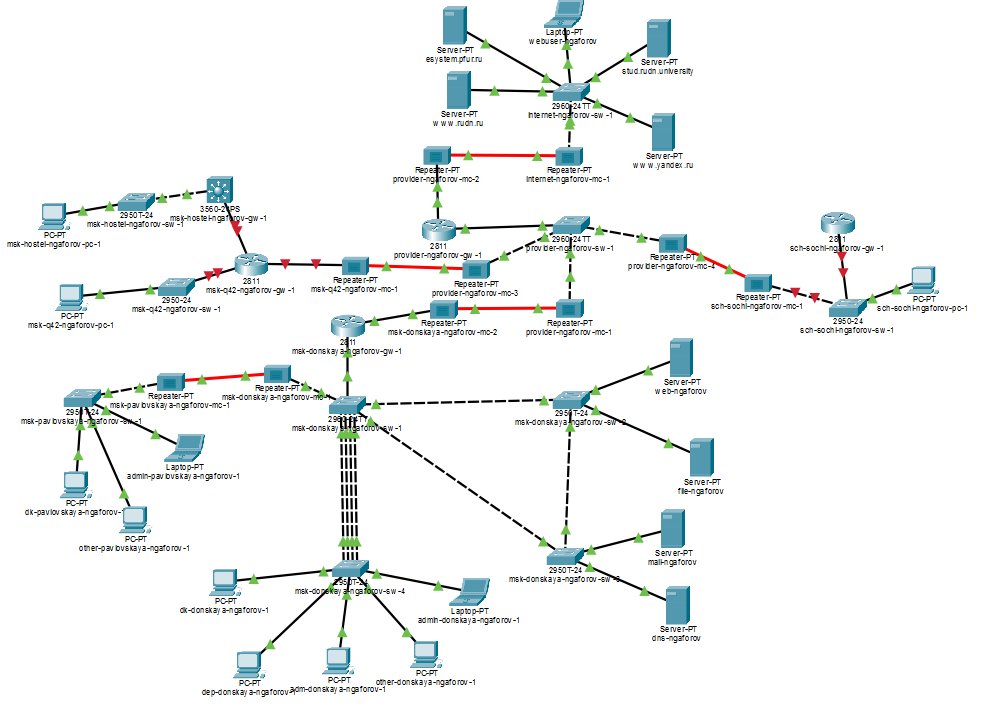 Server-PT
esystem.pfur.ru
Laptop-PT
webuser-ngaforov
Server-PT
stud.rudn.university
Server-PT
www.rudn.ru
2960-24TT
internet-ngaforov-sw-1
Server-PT
www.yandex.ru
Repeater-PT
provider-ngaforov-mc-2
Repeater-PT
internet-ngaforov-mc-1
3560-24PS
msk-hostel-ngaforov-gw-1
2950T-24
msk-hostel-ngaforov-sw-1
PC-PT
msk-hostel-ngaforov-pc-1
2811
provider-ngaforov-gw-1
2960-24TT
provider-ngaforov-sw-1
Repeater-PT
provider-ngaforov-mc-4
2811
sch-sochi-ngaforov-gw-1
2811
msk-q42-ngaforov-gw-1
Repeater-PT
msk-q42-ngaforov-mc-1
Repeater-PT
provider-ngaforov-mc-3
Repeater-PT
sch-sochi-ngaforov-mc-1
PC-PT
sch-sochi-ngaforov-pc-1
2950-24
sch-sochi-ngaforov-sw-1
2950-24
msk-q42-ngaforov-sw-1
PC-PT
msk-q42-ngaforov-pc-1
2811
msk-donskaya-ngaforov-gw-1
Repeater-PT
msk-donskaya-ngaforov-mc-2
Repeater-PT
provider-ngaforov-mc-1
Repeater-PT
msk-pavlovskaya-ngaforov-mc-1
Repeater-PT
msk-donskaya-ngaforov-mc-1
2950T-24
msk-pavlovskaya-ngaforov-sw-1
msk-donskaya-ngaforov-sw-1
2950T-24
msk-donskaya-ngaforov-sw-2
Server-PT
web-ngaforov
Laptop-PT
admin-pavlovskaya-ngaforov-1
Server-PT
file-ngaforov
PC-PT
dk-pavlovskaya-ngaforov-1
PC-PT
other-pavlovskaya-ngaforov-1
Server-PT
mail-ngaforov
2950T-24
msk-donskaya-ngaforov-sw-3
2950T-24
msk-donskaya-ngaforov-sw-4
PC-PT
dk-donskaya-ngaforov-1
Laptop-PT
admin-donskaya-ngaforov-1
Server-PT
dns-ngaforov
PC-PT
dep-donskaya-ngaforov-1
PC-PT
adm-donskaya-ngaforov-1
PC-PT
other-donskaya-ngaforov-1